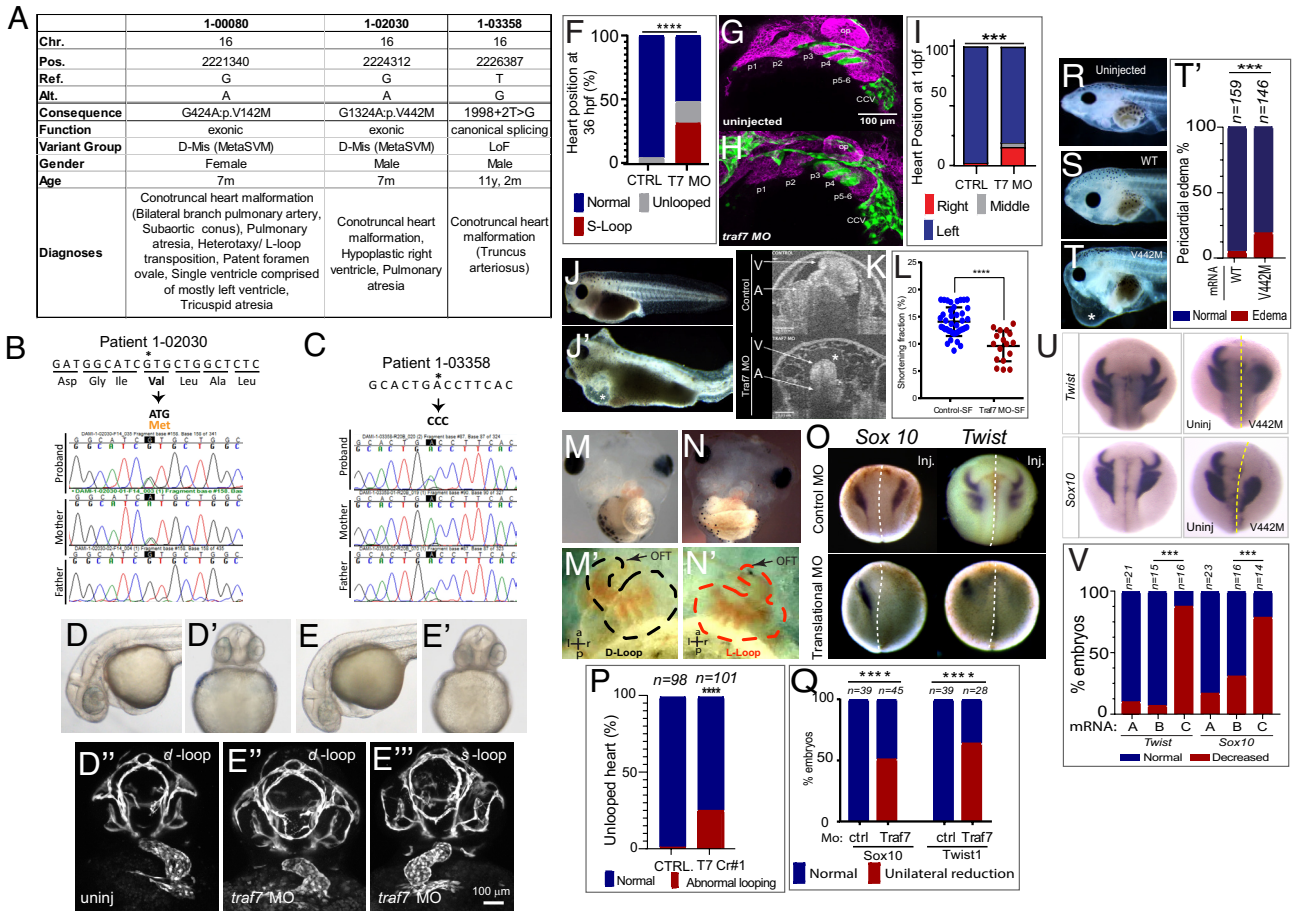 A
1-00080 1-02030 1-03358
Chr. 16 16 16
Pos. 2221340 2224312 2226387
Ref. G G T
Alt. A A G
Consequence G424A:p.V142M G1324A:p.V442M 1998+2T>G
Function exonic exonic canonical splicing
Variant Group D-Mis (MetaSVM) D-Mis (MetaSVM) LoF
Gender Female Male Male
Age 7m 7m 11y, 2m
Diagnoses
Conotruncal heart malformation (Bilateral branch pulmonary artery, Subaortic conus), Pulmonary atresia, Heterotaxy/ L-loop transposition, Patent foramen ovale, Single ventricle comprised of mostly left ventricle, Tricuspid atresia
Conotruncal heart malformation, Hypoplastic right ventricle, Pulmonary atresia
Conotruncal heart malformation (Truncus arteriosus)
B
Patient 1-02030
*
GATGGCATCGTGCTGGCTCTC
Asp Gly Ile Val Leu Ala Leu
ATG
Met
Proband
G G C A T C G T G C T G G C
Mother
G G C A T C A T G C T G G C
Father
G G C A T C G T G C T G G C
C
Patient 1-03358
*
GCACTGACCTTCAC
CCC
Proband
G C A C T G A C C T T C A C
Mother
G C A C T G A C C T T C A C
Father
G C A C T G A C C T T C A C
D D' E E'
D'' d-loop
uninj
E'' d-loop
traf7 MO
E''' s-loop
traf7 MO
100 µm
F
****
Heart position at 36 hpf (%)
100
50
0
CTRL T7 MO
Normal Unlooped
S-Loop
G
op
p1 p2 p3 p4 p5-6
CCV
uninjected
100 µm
H
op
p1 p2 p3 p4 p5-6
CCV
traf7 MO
I
***
Heart Position at 1dpf
100
50
0
CTRL T7 MO
Right Middle
Left
J
J'
*
K
CONTROL
Control
V
A
TRAF7 MO
Traf7 MO
V
A
*
L
****
Shortening fraction (%)
25
20
15
10
5
0
Control-SF Traf7 MO-SF
M N
M'
OFT
D-Loop
a
l r
p
N'
OFT
L-Loop
a
l r
p
O
Sox 10 Twist
Control MO
Inj. Inj.
Translational MO
P
n=98 n=101
****
Unlooped heart (%)
100
50
0
CTRL. T7 Cr#1
Normal Abnormal looping
Q
**** ****
n=39 n=45 n=39 n=28
% embryos
100
50
0
Mo: ctrl Traf7 ctrl Traf7
Sox10 Twist1
Normal Unilateral reduction
R
Uninjected
S
WT
T
V442M
*
T'
***
n=159 n=146
Pericardial edema %
100
50
0
mRNA WT V442M
Normal Edema
U
Twist
Uninj V442M
Sox10
Uninj V442M
V
*** ***
n=21 n=15 n=16 n=23 n=16 n=14
% embryos
100
50
0
mRNA: A B C A B C
Twist Sox10
Normal Decreased